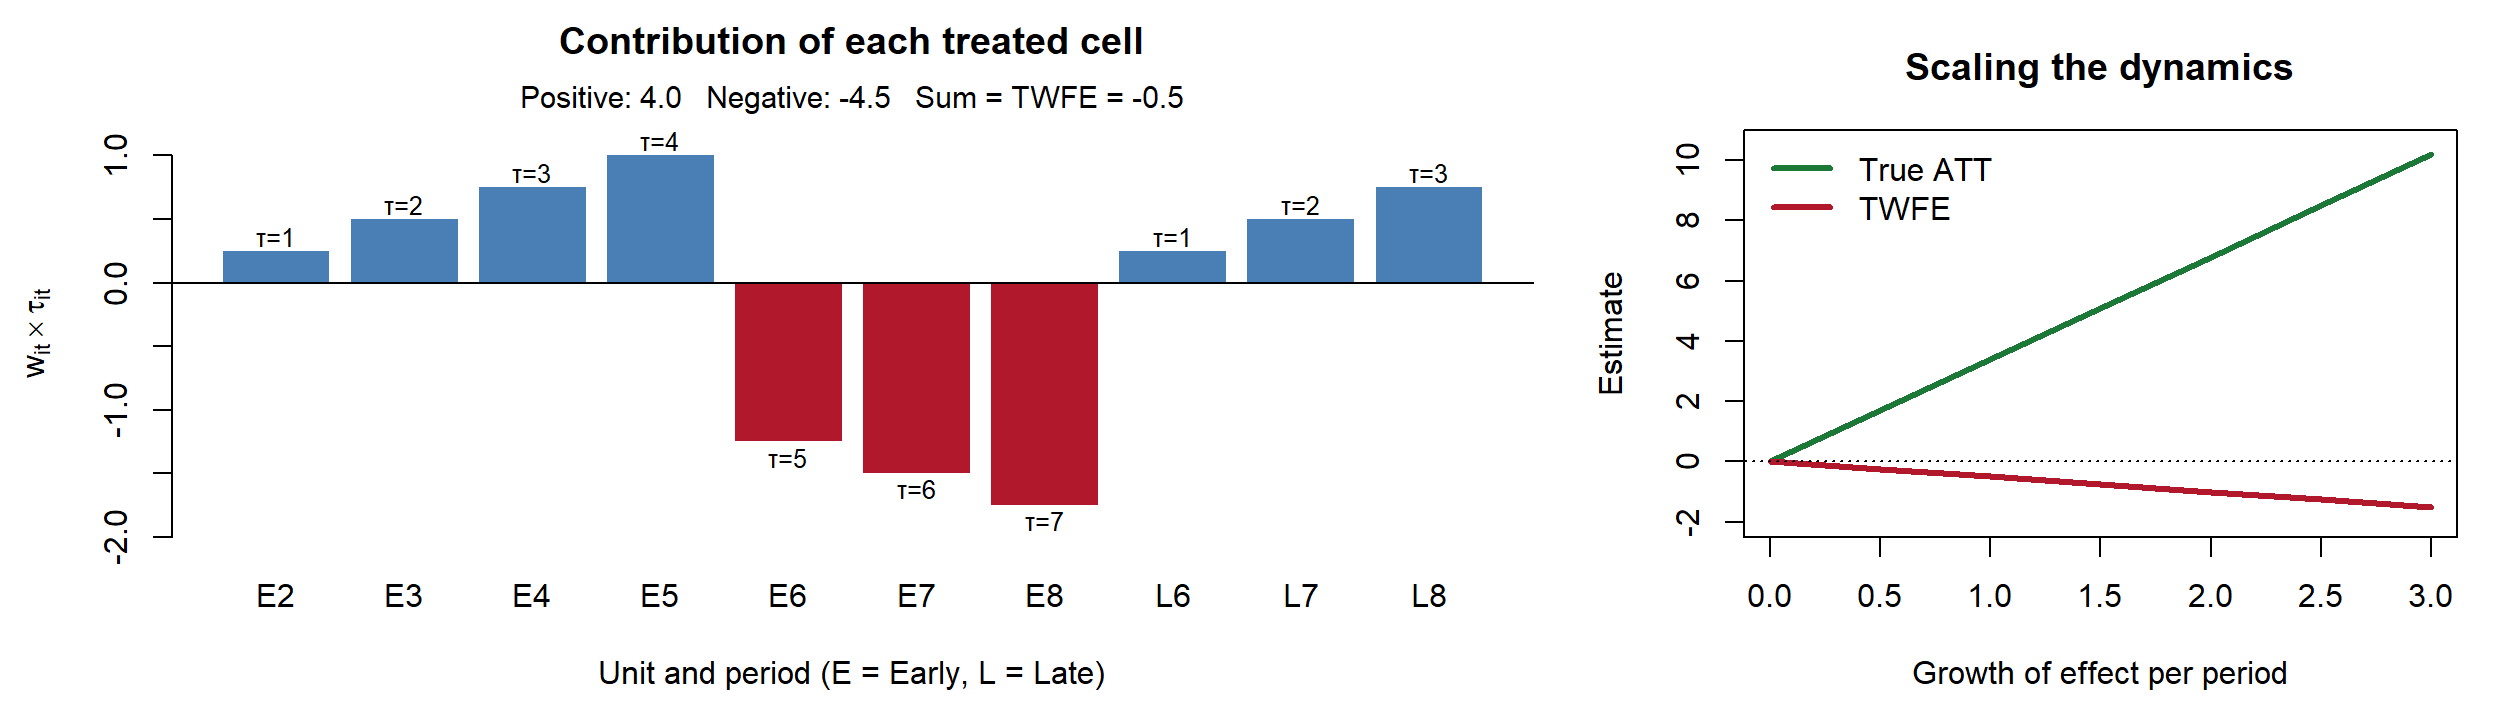 Contribution of each treated cell
Positive: 4.0 Negative: -4.5 Sum = TWFE = -0.5
1.0
0.0
-1.0
-2.0
w_it × τ_it
τ=1
τ=2
τ=3
τ=4
τ=5
τ=6
τ=7
τ=1
τ=2
τ=3
E2 E3 E4 E5 E6 E7 E8 L6 L7 L8
Unit and period (E = Early, L = Late)
Scaling the dynamics
True ATT
TWFE
10
8
6
4
2
0
-2
Estimate
0.0 0.5 1.0 1.5 2.0 2.5 3.0
Growth of effect per period